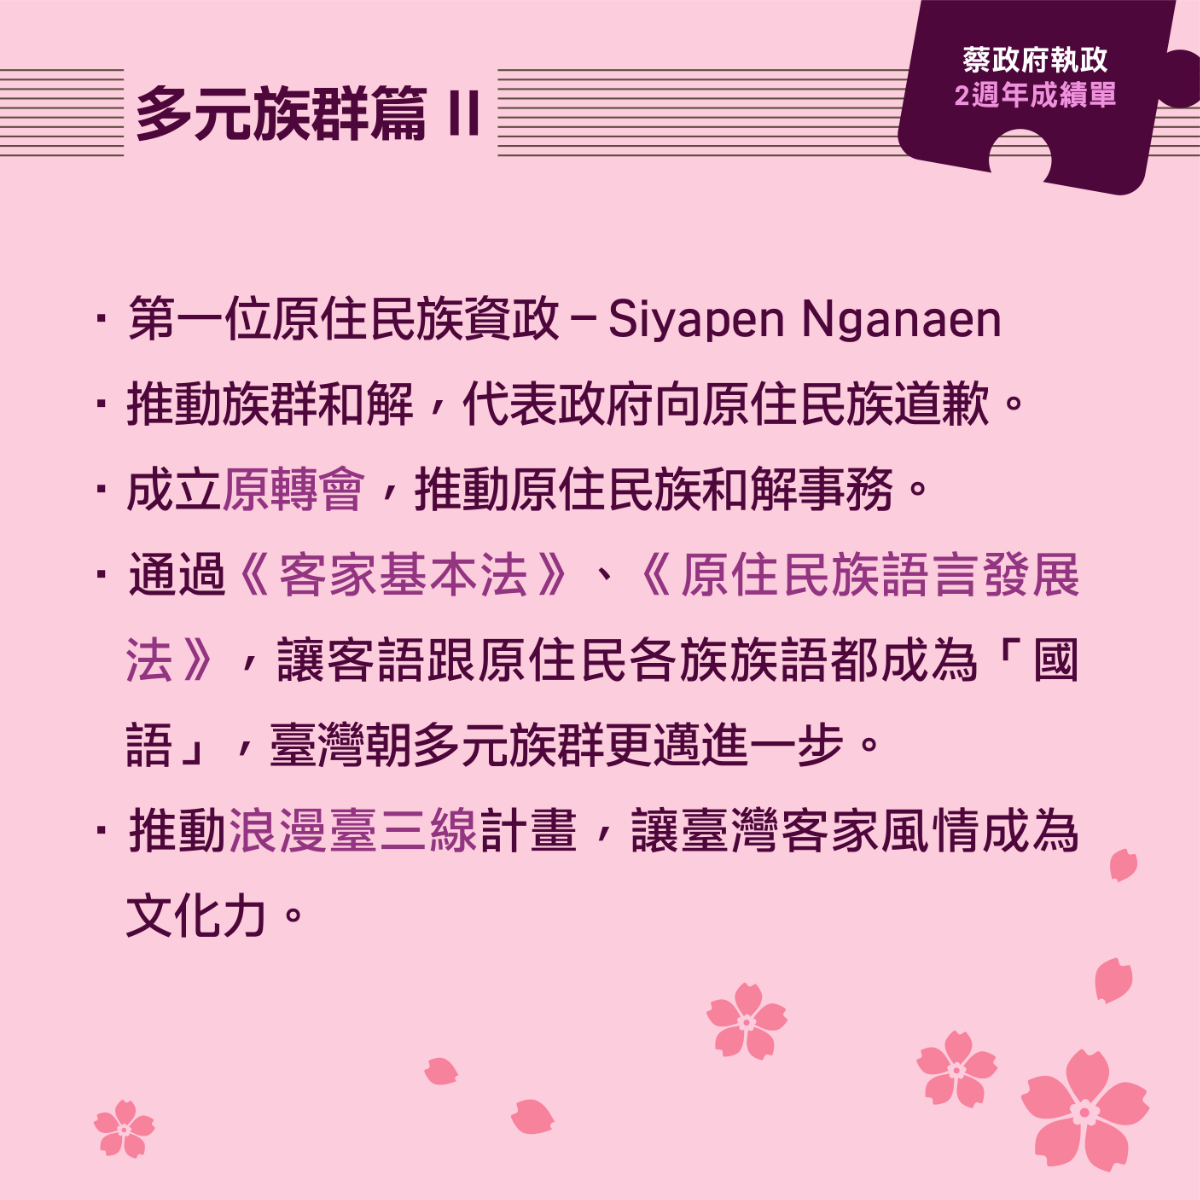 多元族群篇 II
蔡政府執政
2週年成績單
· 第一位原住民族資政 – Siyapen Nganaen
· 推動族群和解，代表政府向原住民族道歉。
· 成立原轉會，推動原住民族和解事務。
· 通過《客家基本法》、《原住民族語言發展
法》，讓客語跟原住民各族族語都成為「國
語」，臺灣朝多元族群更邁進一步。
· 推動浪漫臺三線計畫，讓臺灣客家風情成為
文化力。